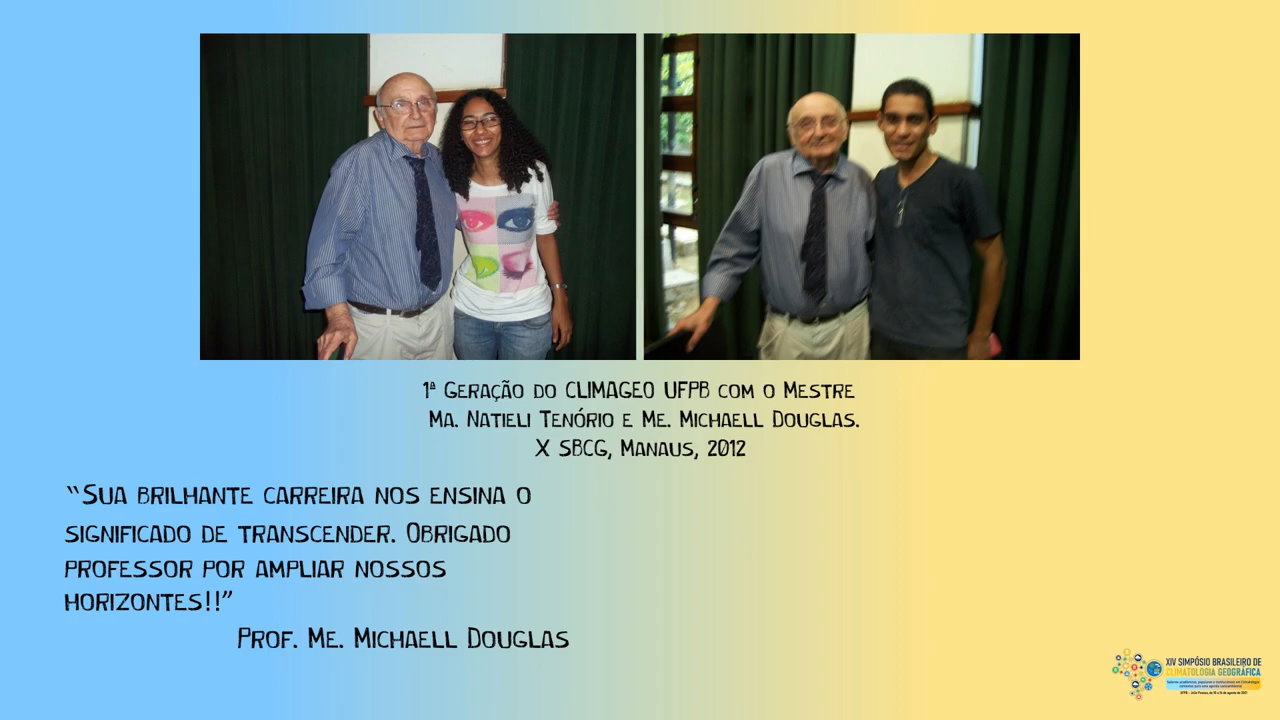 1ª Geração do CLIMAGEO UFPB com o Mestre
Ma. Natieli Tenório e Me. Michaell Douglas.
X SBCG, Manaus, 2012
“Sua brilhante carreira nos ensina o
significado de transcender. Obrigado
professor por ampliar nossos
horizontes!!”
Prof. Me. Michaell Douglas
XIV SIMPÓSIO BRASILEIRO DE
CLIMATOLOGIA GEOGRÁFICA